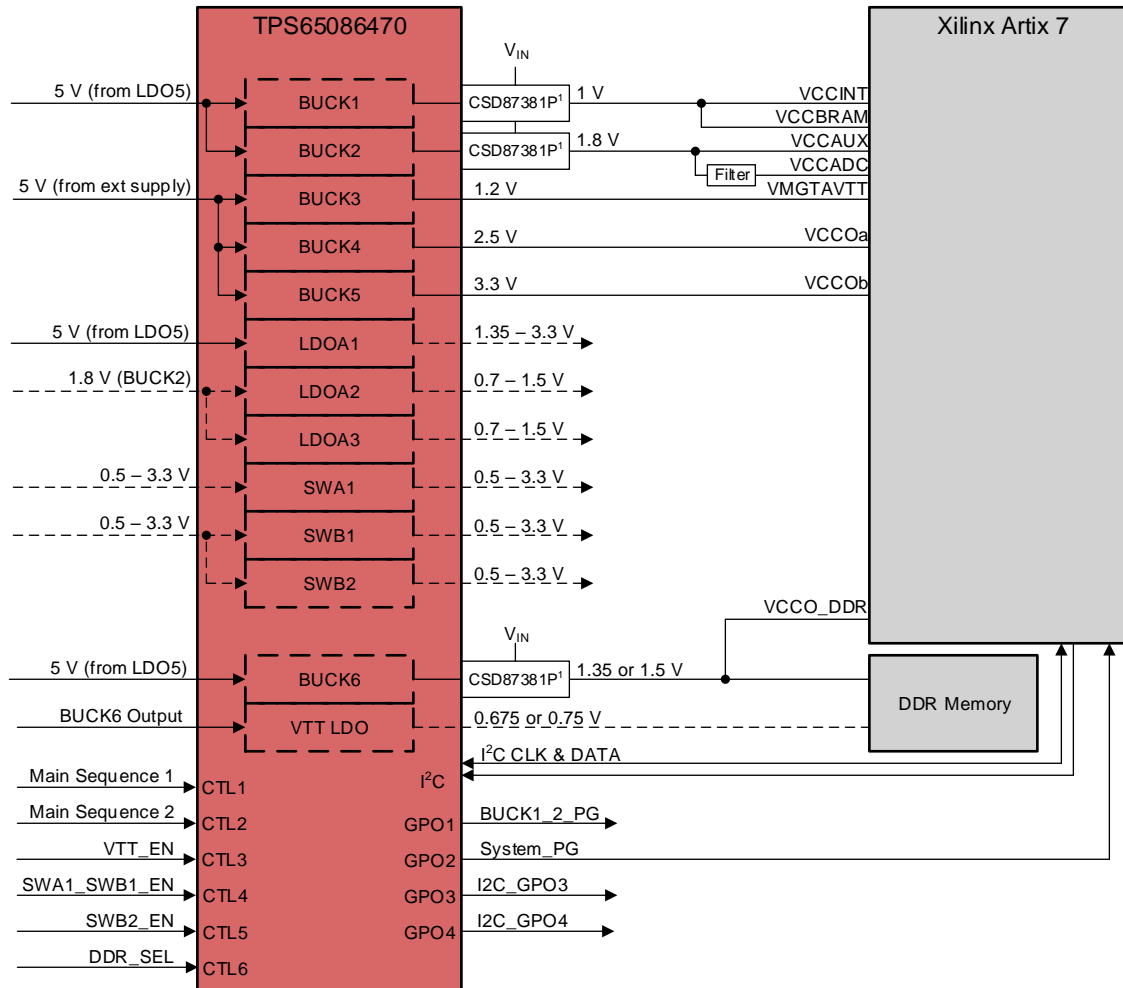 TPS65086470
Xilinx Artix 7
V_IN
5 V (from LDO5)
BUCK1
CSD87381P¹
1 V
VCCINT
VCCBRAM
BUCK2
CSD87381P¹
1.8 V
VCCAUX
Filter
VCCADC
5 V (from ext supply)
BUCK3
1.2 V
VMGTAVTT
BUCK4
2.5 V
VCCOa
BUCK5
3.3 V
VCCOb
5 V (from LDO5)
LDOA1
1.35 – 3.3 V
1.8 V (BUCK2)
LDOA2
0.7 – 1.5 V
LDOA3
0.7 – 1.5 V
0.5 – 3.3 V
SWA1
0.5 – 3.3 V
0.5 – 3.3 V
SWB1
0.5 – 3.3 V
SWB2
0.5 – 3.3 V
VCCO_DDR
V_IN
5 V (from LDO5)
BUCK6
CSD87381P¹
1.35 or 1.5 V
DDR Memory
BUCK6 Output
VTT LDO
0.675 or 0.75 V
I²C CLK & DATA
I²C
Main Sequence 1
CTL1
Main Sequence 2
CTL2
GPO1
BUCK1_2_PG
VTT_EN
CTL3
GPO2
System_PG
SWA1_SWB1_EN
CTL4
GPO3
I2C_GPO3
SWB2_EN
CTL5
GPO4
I2C_GPO4
DDR_SEL
CTL6